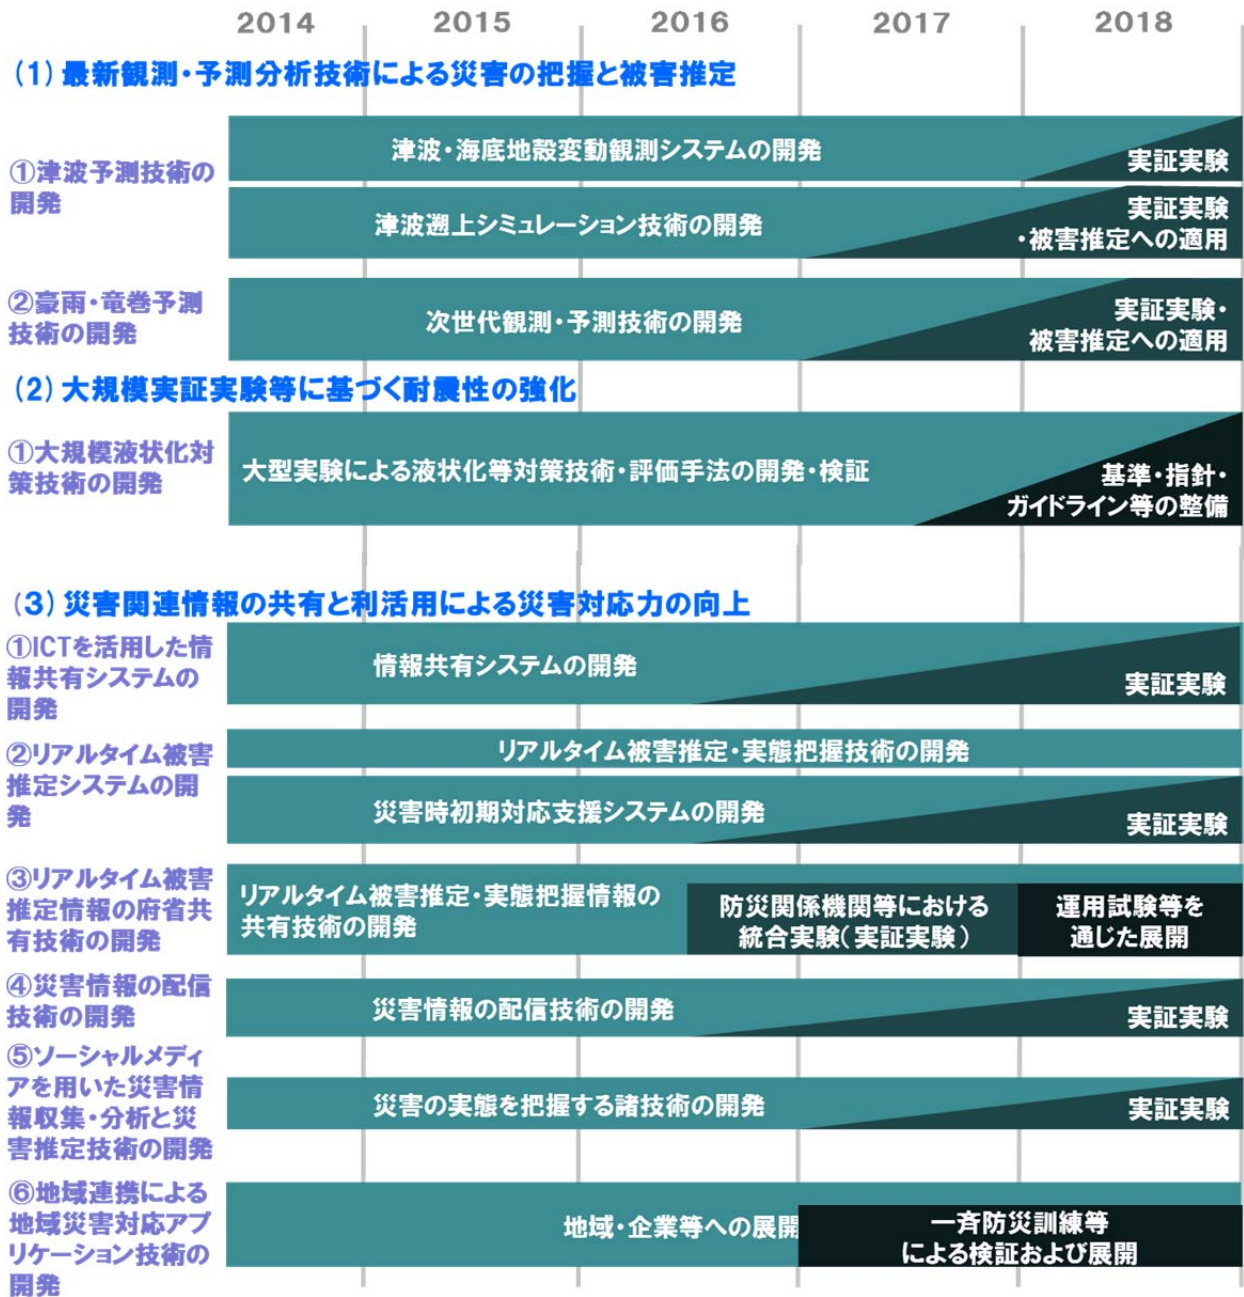 2014 2015 2016 2017 2018
(1) 最新観測・予測分析技術による災害の把握と被害推定
①津波予測技術の
開発
津波・海底地殻変動観測システムの開発
実証実験
津波遡上シミュレーション技術の開発
実証実験
・被害推定への適用
②豪雨・竜巻予測
技術の開発
次世代観測・予測技術の開発
実証実験・
被害推定への適用
(2) 大規模実証実験等に基づく耐震性の強化
①大規模液状化対
策技術の開発
大型実験による液状化等対策技術・評価手法の開発・検証
基準・指針・
ガイドライン等の整備
(3) 災害関連情報の共有と利活用による災害対応力の向上
①ICTを活用した情
報共有システムの
開発
情報共有システムの開発
実証実験
②リアルタイム被害
推定システムの開
発
リアルタイム被害推定・実態把握技術の開発
災害時初期対応支援システムの開発
実証実験
③リアルタイム被害
推定情報の府省共
有技術の開発
リアルタイム被害推定・実態把握情報の
共有技術の開発
防災関係機関等における
統合実験(実証実験)
運用試験等を
通じた展開
④災害情報の配信
技術の開発
災害情報の配信技術の開発
実証実験
⑤ソーシャルメディ
アを用いた災害情
報収集・分析と災
害推定技術の開発
災害の実態を把握する諸技術の開発
実証実験
⑥地域連携による
地域災害対応アプ
リケーション技術の
開発
地域・企業等への展開
一斉防災訓練等
による検証および展開